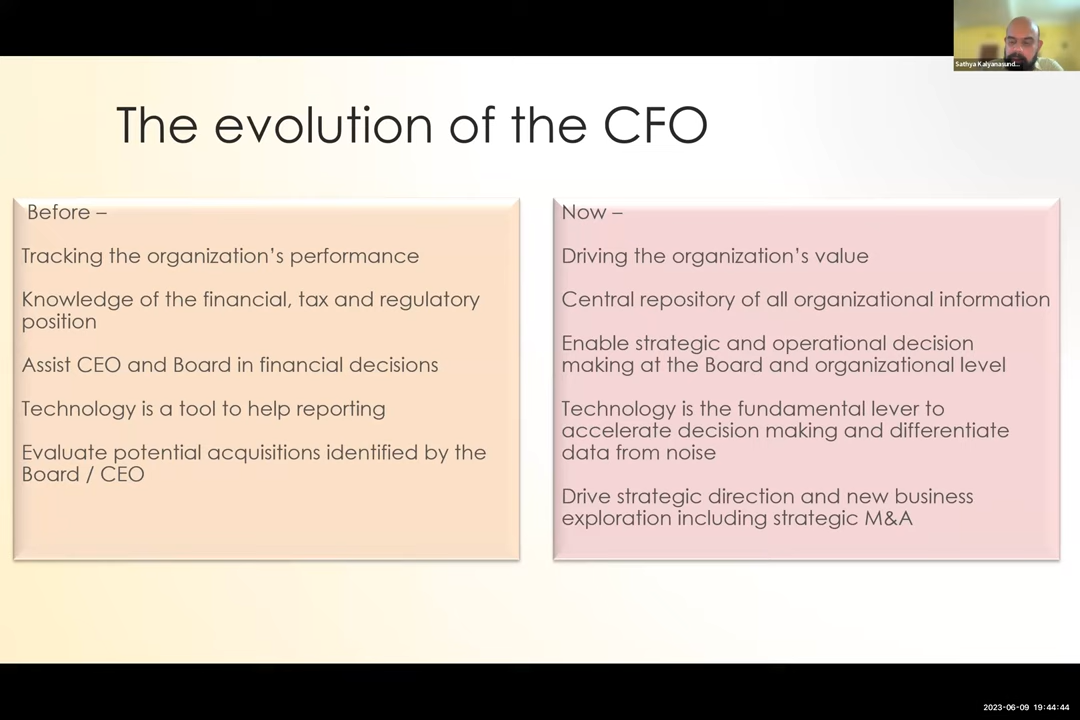 Sathya Kalyanasund...
The evolution of the CFO
Before –
Tracking the organization's performance
Knowledge of the financial, tax and regulatory
position
Assist CEO and Board in financial decisions
Technology is a tool to help reporting
Evaluate potential acquisitions identified by the
Board / CEO
Now –
Driving the organization's value
Central repository of all organizational information
Enable strategic and operational decision
making at the Board and organizational level
Technology is the fundamental lever to
accelerate decision making and differentiate
data from noise
Drive strategic direction and new business
exploration including strategic M&A
2023-06-09 19:44:44